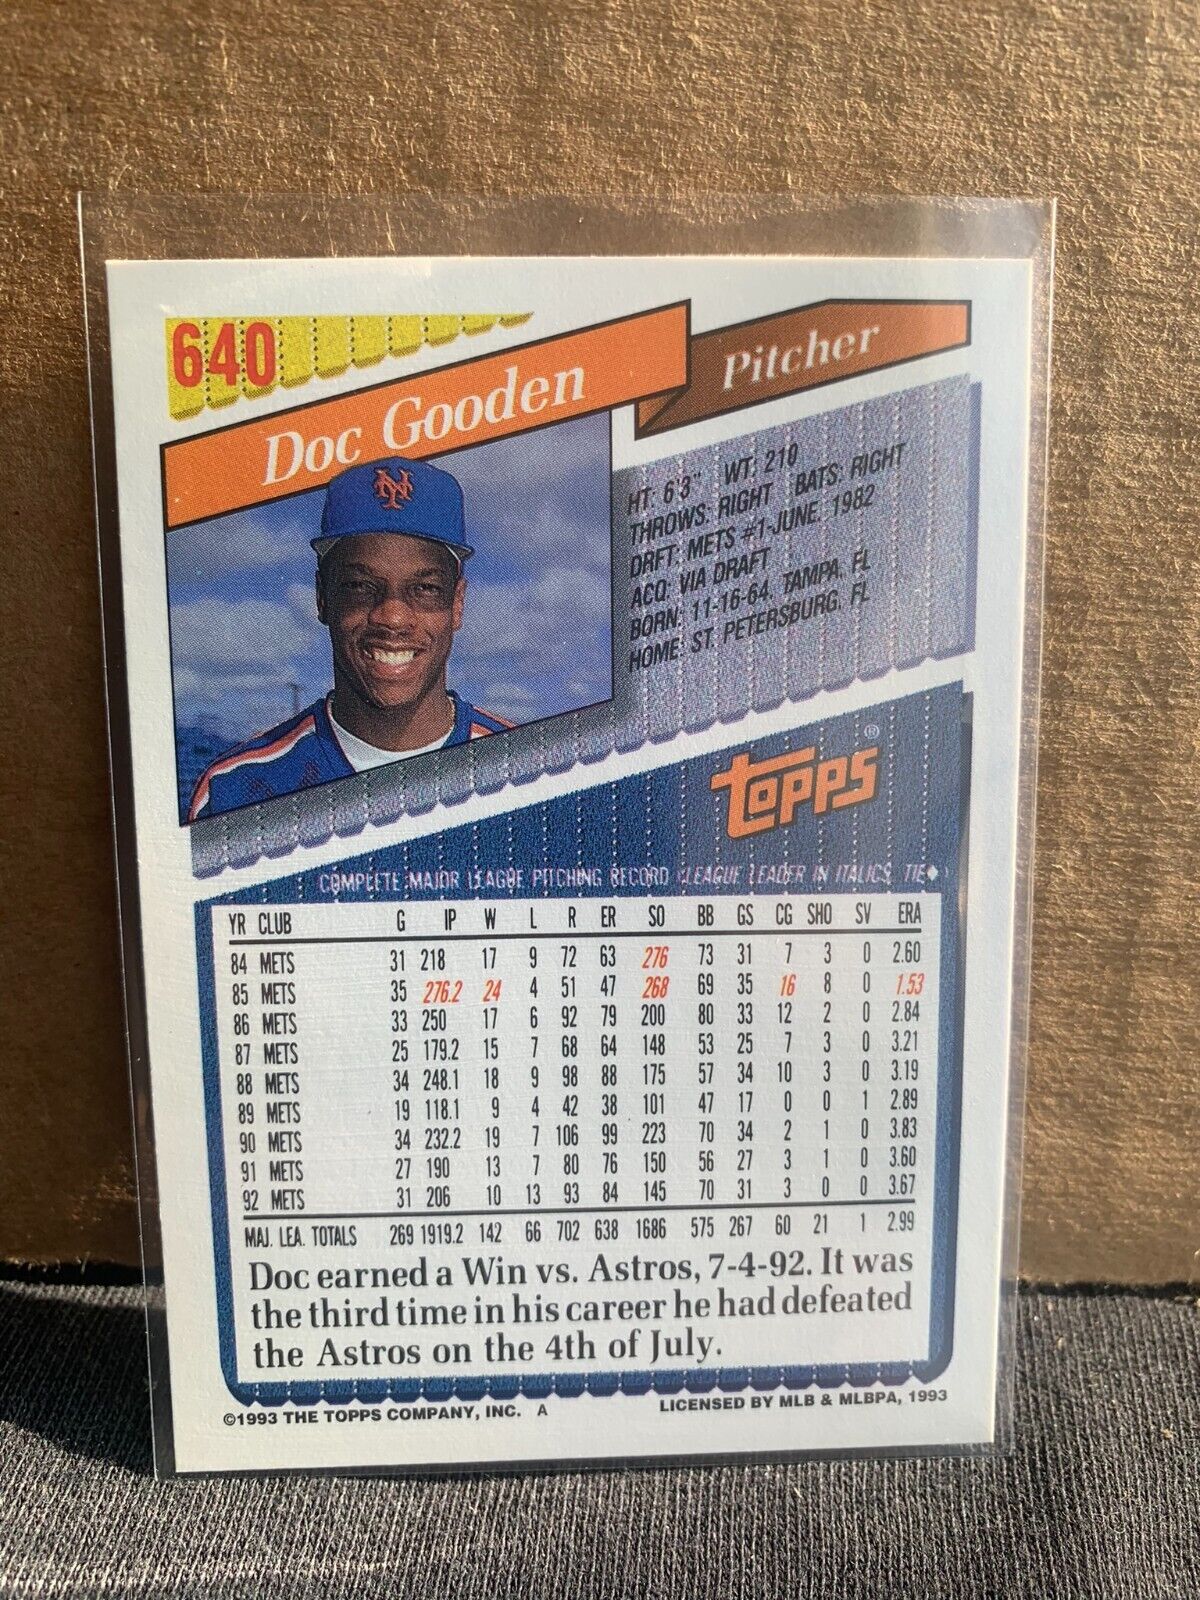 640
Doc Gooden
Pitcher
NY
HT: 6'3" WT: 210
THROWS: RIGHT BATS: RIGHT
DRFT: METS #1-JUNE, 1982
ACQ: VIA DRAFT
BORN: 11-16-64, TAMPA, FL
HOME: ST. PETERSBURG, FL
Topps®
COMPLETE MAJOR LEAGUE PITCHING RECORD (LEAGUE LEADER IN ITALICS, TIE◆)
YR CLUB G IP W L R ER SO BB GS CG SHO SV ERA
84 METS 31 218 17 9 72 63 276 73 31 7 3 0 2.60
85 METS 35 276.2 24 4 51 47 268 69 35 16 8 0 1.53
86 METS 33 250 17 6 92 79 200 80 33 12 2 0 2.84
87 METS 25 179.2 15 7 68 64 148 53 25 7 3 0 3.21
88 METS 34 248.1 18 9 98 88 175 57 34 10 3 0 3.19
89 METS 19 118.1 9 4 42 38 101 47 17 0 0 1 2.89
90 METS 34 232.2 19 7 106 99 223 70 34 2 1 0 3.83
91 METS 27 190 13 7 80 76 150 56 27 3 1 0 3.60
92 METS 31 206 10 13 93 84 145 70 31 3 0 0 3.67
MAJ. LEA. TOTALS 269 1919.2 142 66 702 638 1686 575 267 60 21 1 2.99
Doc earned a Win vs. Astros, 7-4-92. It was
the third time in his career he had defeated
the Astros on the 4th of July.
©1993 THE TOPPS COMPANY, INC. A LICENSED BY MLB & MLBPA, 1993